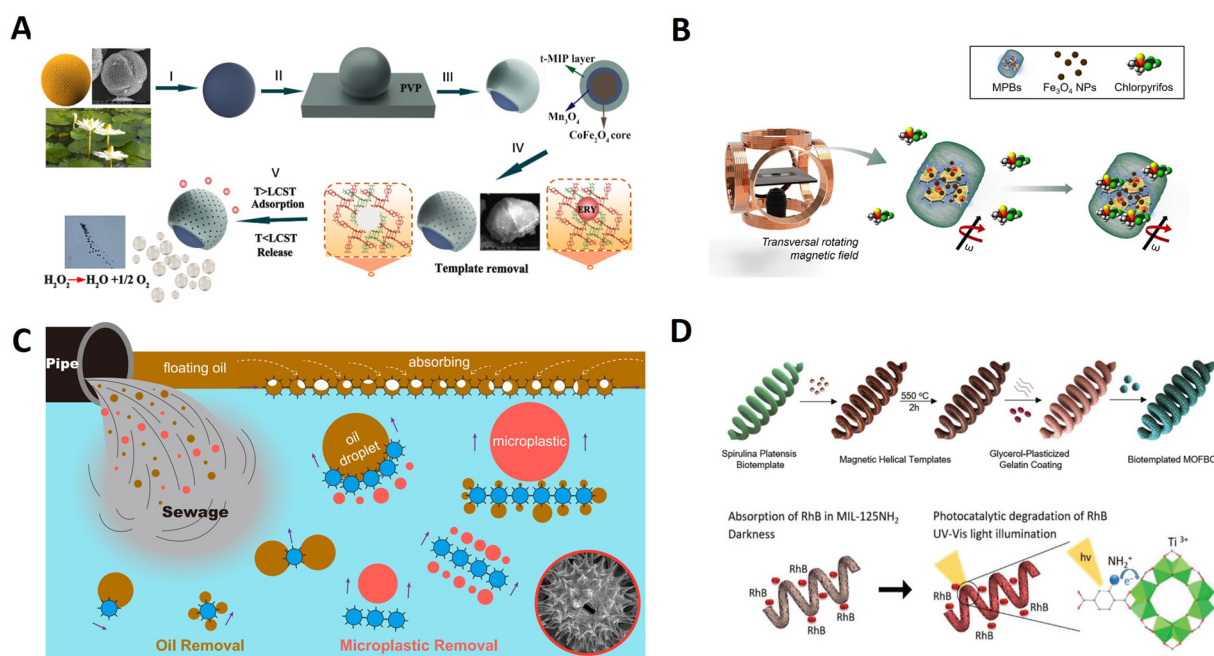 A
I
II
PVP
III
t-MIP layer
Mn₃O₄
CoFe₂O₄ core
IV
V
T>LCST
Adsorption
T<LCST
Release
ERY
Template removal
H₂O₂→H₂O +1/2 O₂
B
MPBs
Fe₃O₄ NPs
Chlorpyrifos
Transversal rotating
magnetic field
ω
ω
C
Pipe
floating oil
absorbing
oil
droplet
microplastic
Sewage
Oil Removal
Microplastic Removal
D
550 ℃
2h
Spirulina Platensis
Biotemplate
Magnetic Helical Templates
Glycerol-Plasticized
Gelatin Coating
Biotemplated MOFBOT
Absorption of RhB in MIL-125NH₂
Darkness
RhB
RhB
RhB
RhB
RhB
Photocatalytic degradation of RhB
UV-Vis light illumination
RhB
RhB
RhB
RhB
RhB
hv
NH₂⁺
e⁻
Ti ³⁺